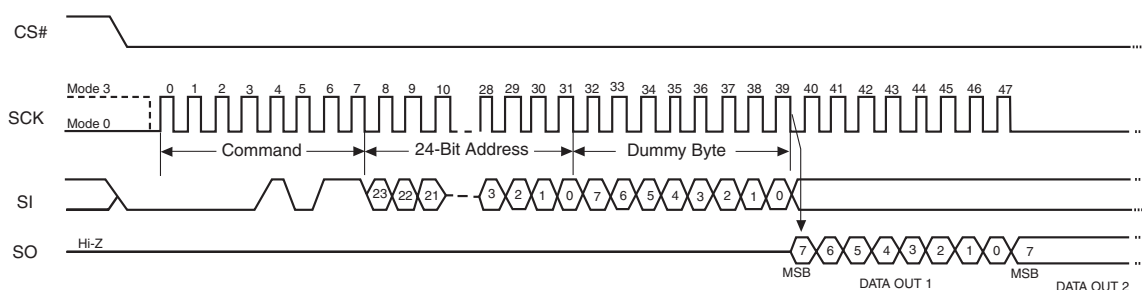 CS#
Mode 3
0 1 2 3 4 5 6 7 8 9 10 28 29 30 31 32 33 34 35 36 37 38 39 40 41 42 43 44 45 46 47
SCK
Mode 0
Command 24-Bit Address Dummy Byte
SI
23 22 21 3 2 1 0 7 6 5 4 3 2 1 0
SO
Hi-Z
7 6 5 4 3 2 1 0 7
MSB DATA OUT 1 MSB DATA OUT 2